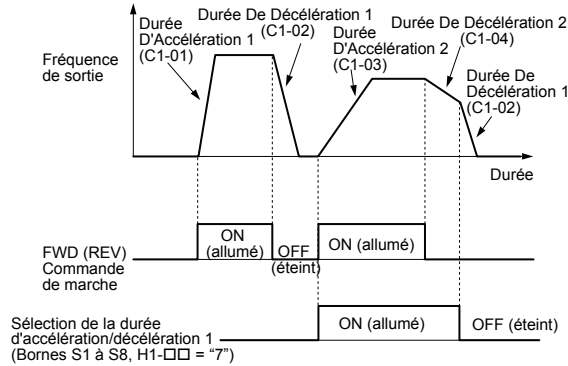 Durée
D'Accélération 1
(C1-01)
Durée De Décélération 1
(C1-02)
Durée
D'Accélération 2
(C1-03)
Durée De Décélération 2
(C1-04)
Durée De
Décélération 1
(C1-02)
Fréquence
de sortie
Durée
FWD (REV)
Commande
de marche
ON
(allumé)
OFF
(éteint)
ON (allumé)
Sélection de la durée
d'accélération/décélération 1
(Bornes S1 à S8, H1-□□ = “7”)
ON (allumé)
OFF (éteint)